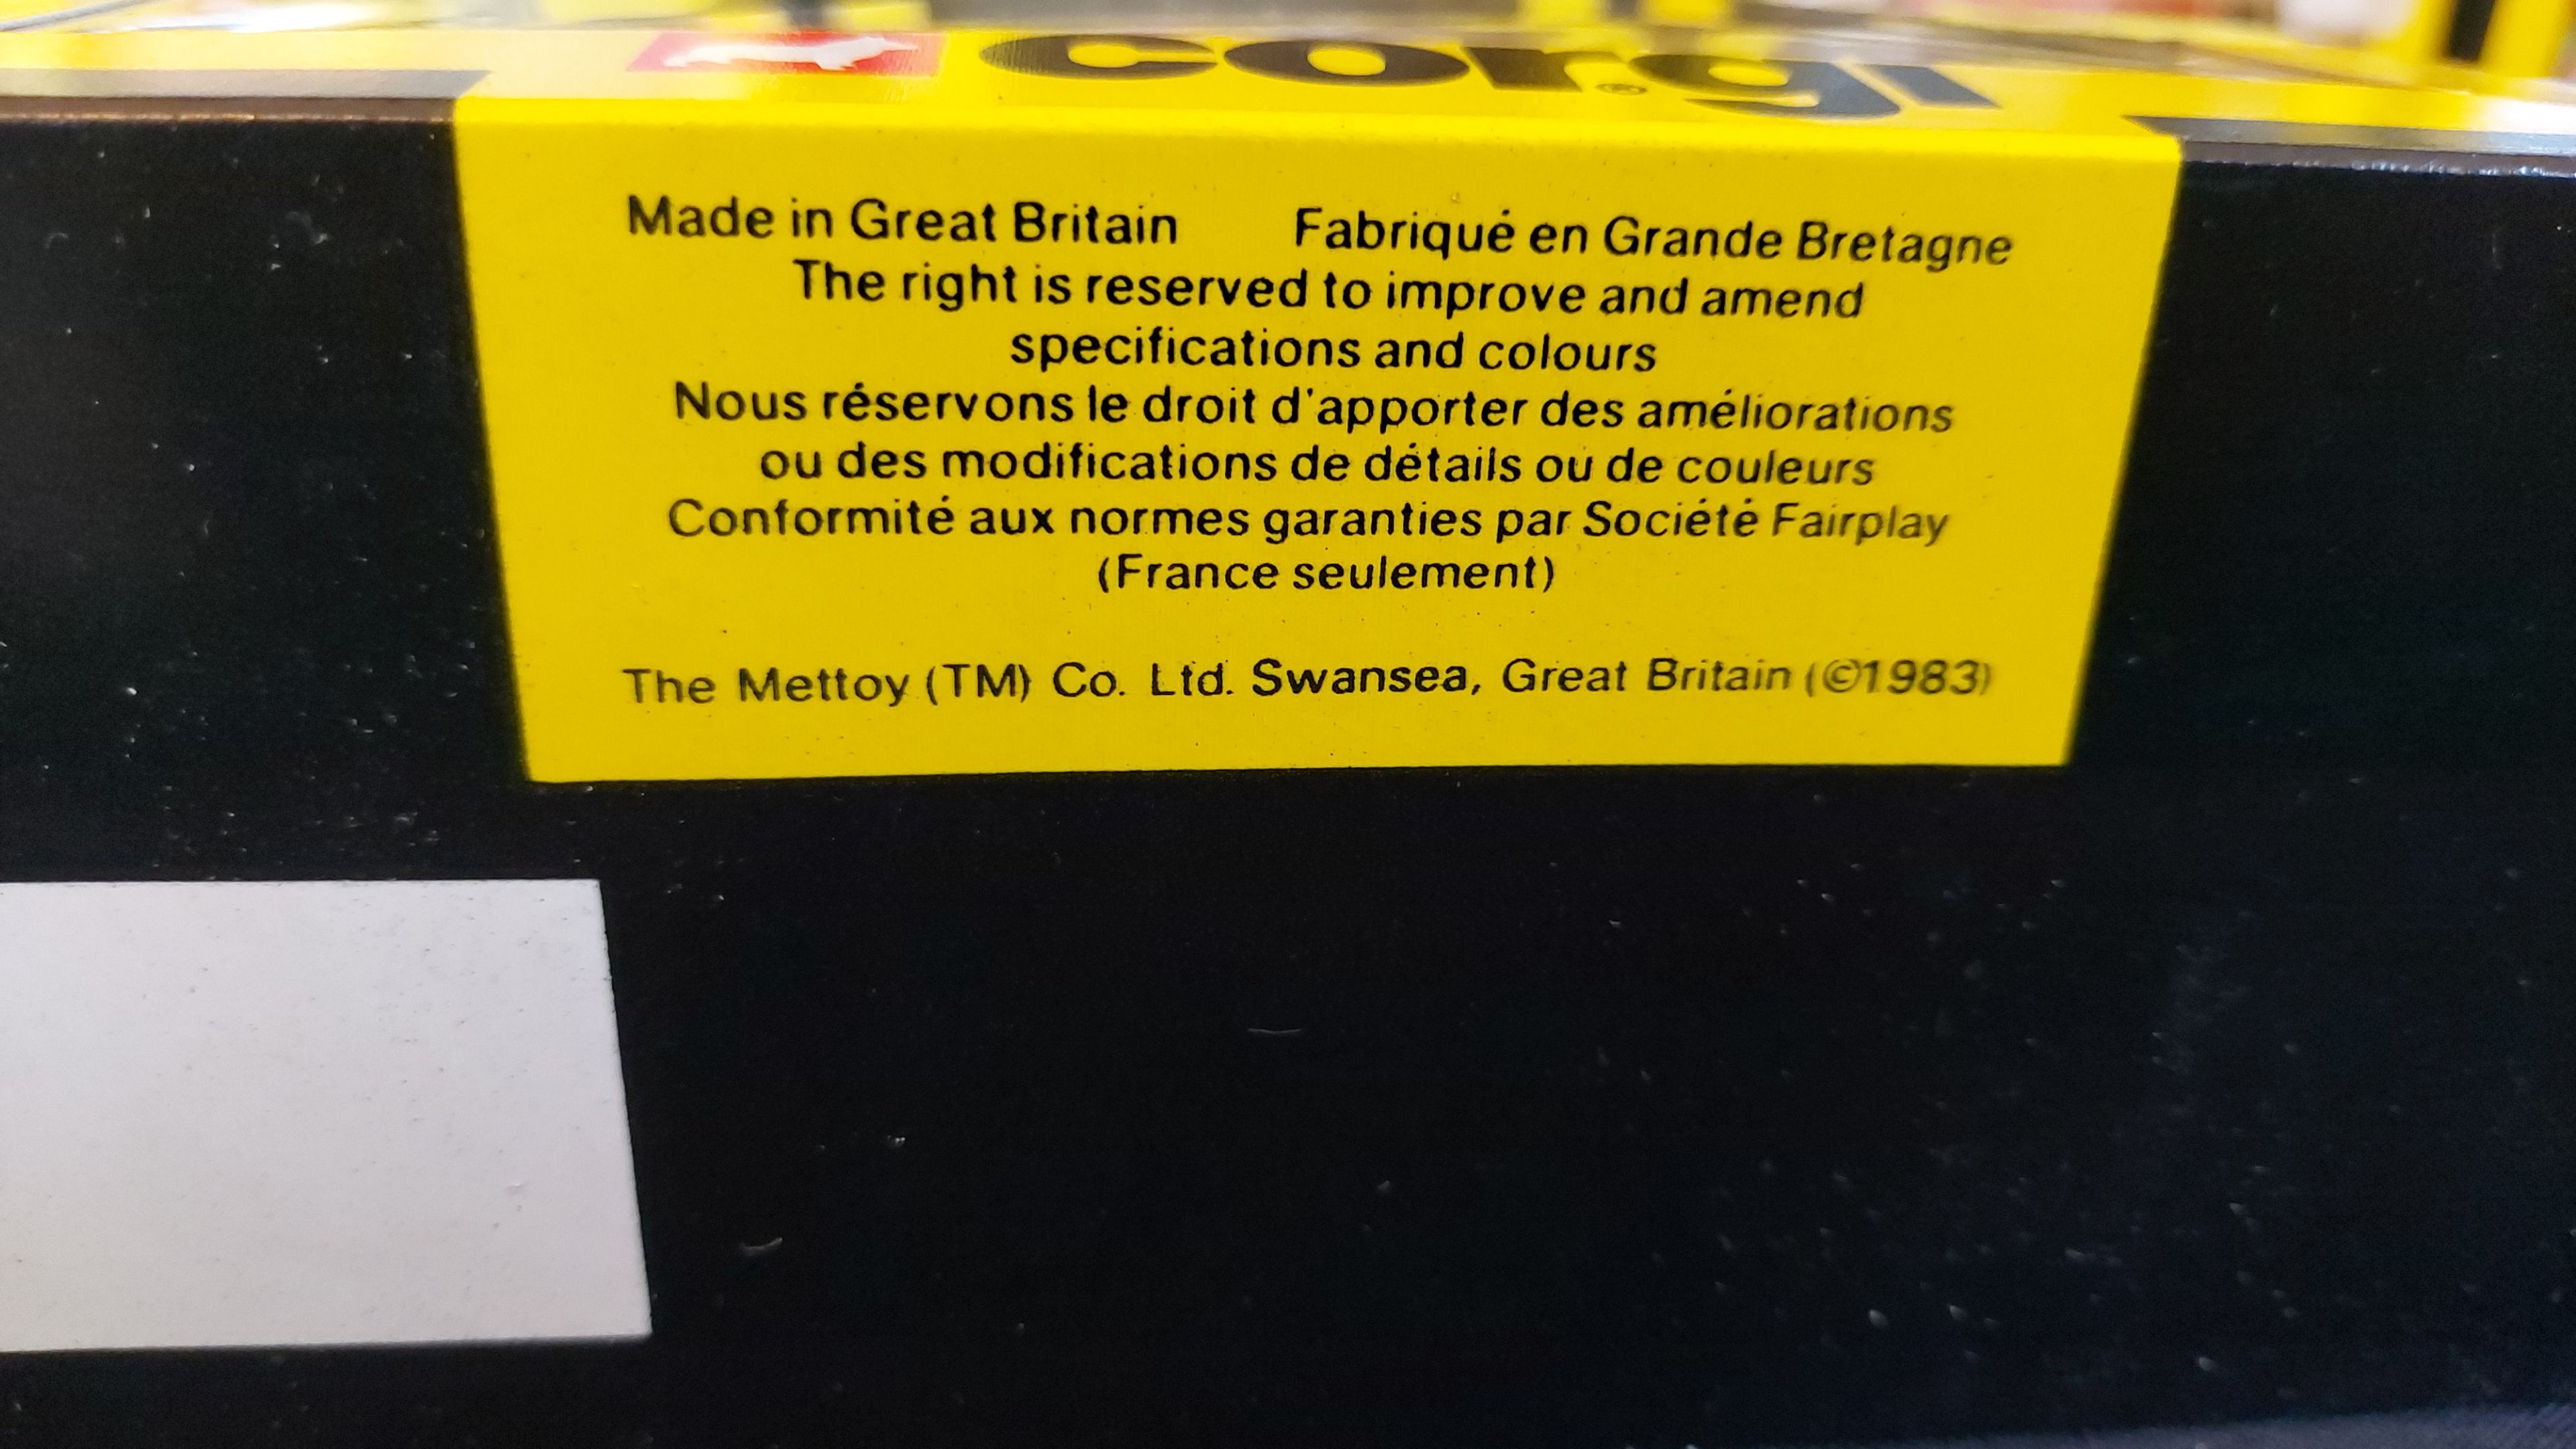 corgi®
Made in Great Britain Fabriqué en Grande Bretagne
The right is reserved to improve and amend
specifications and colours
Nous réservons le droit d'apporter des améliorations
ou des modifications de détails ou de couleurs
Conformité aux normes garanties par Société Fairplay
(France seulement)
The Mettoy (TM) Co. Ltd. Swansea, Great Britain (©1983)